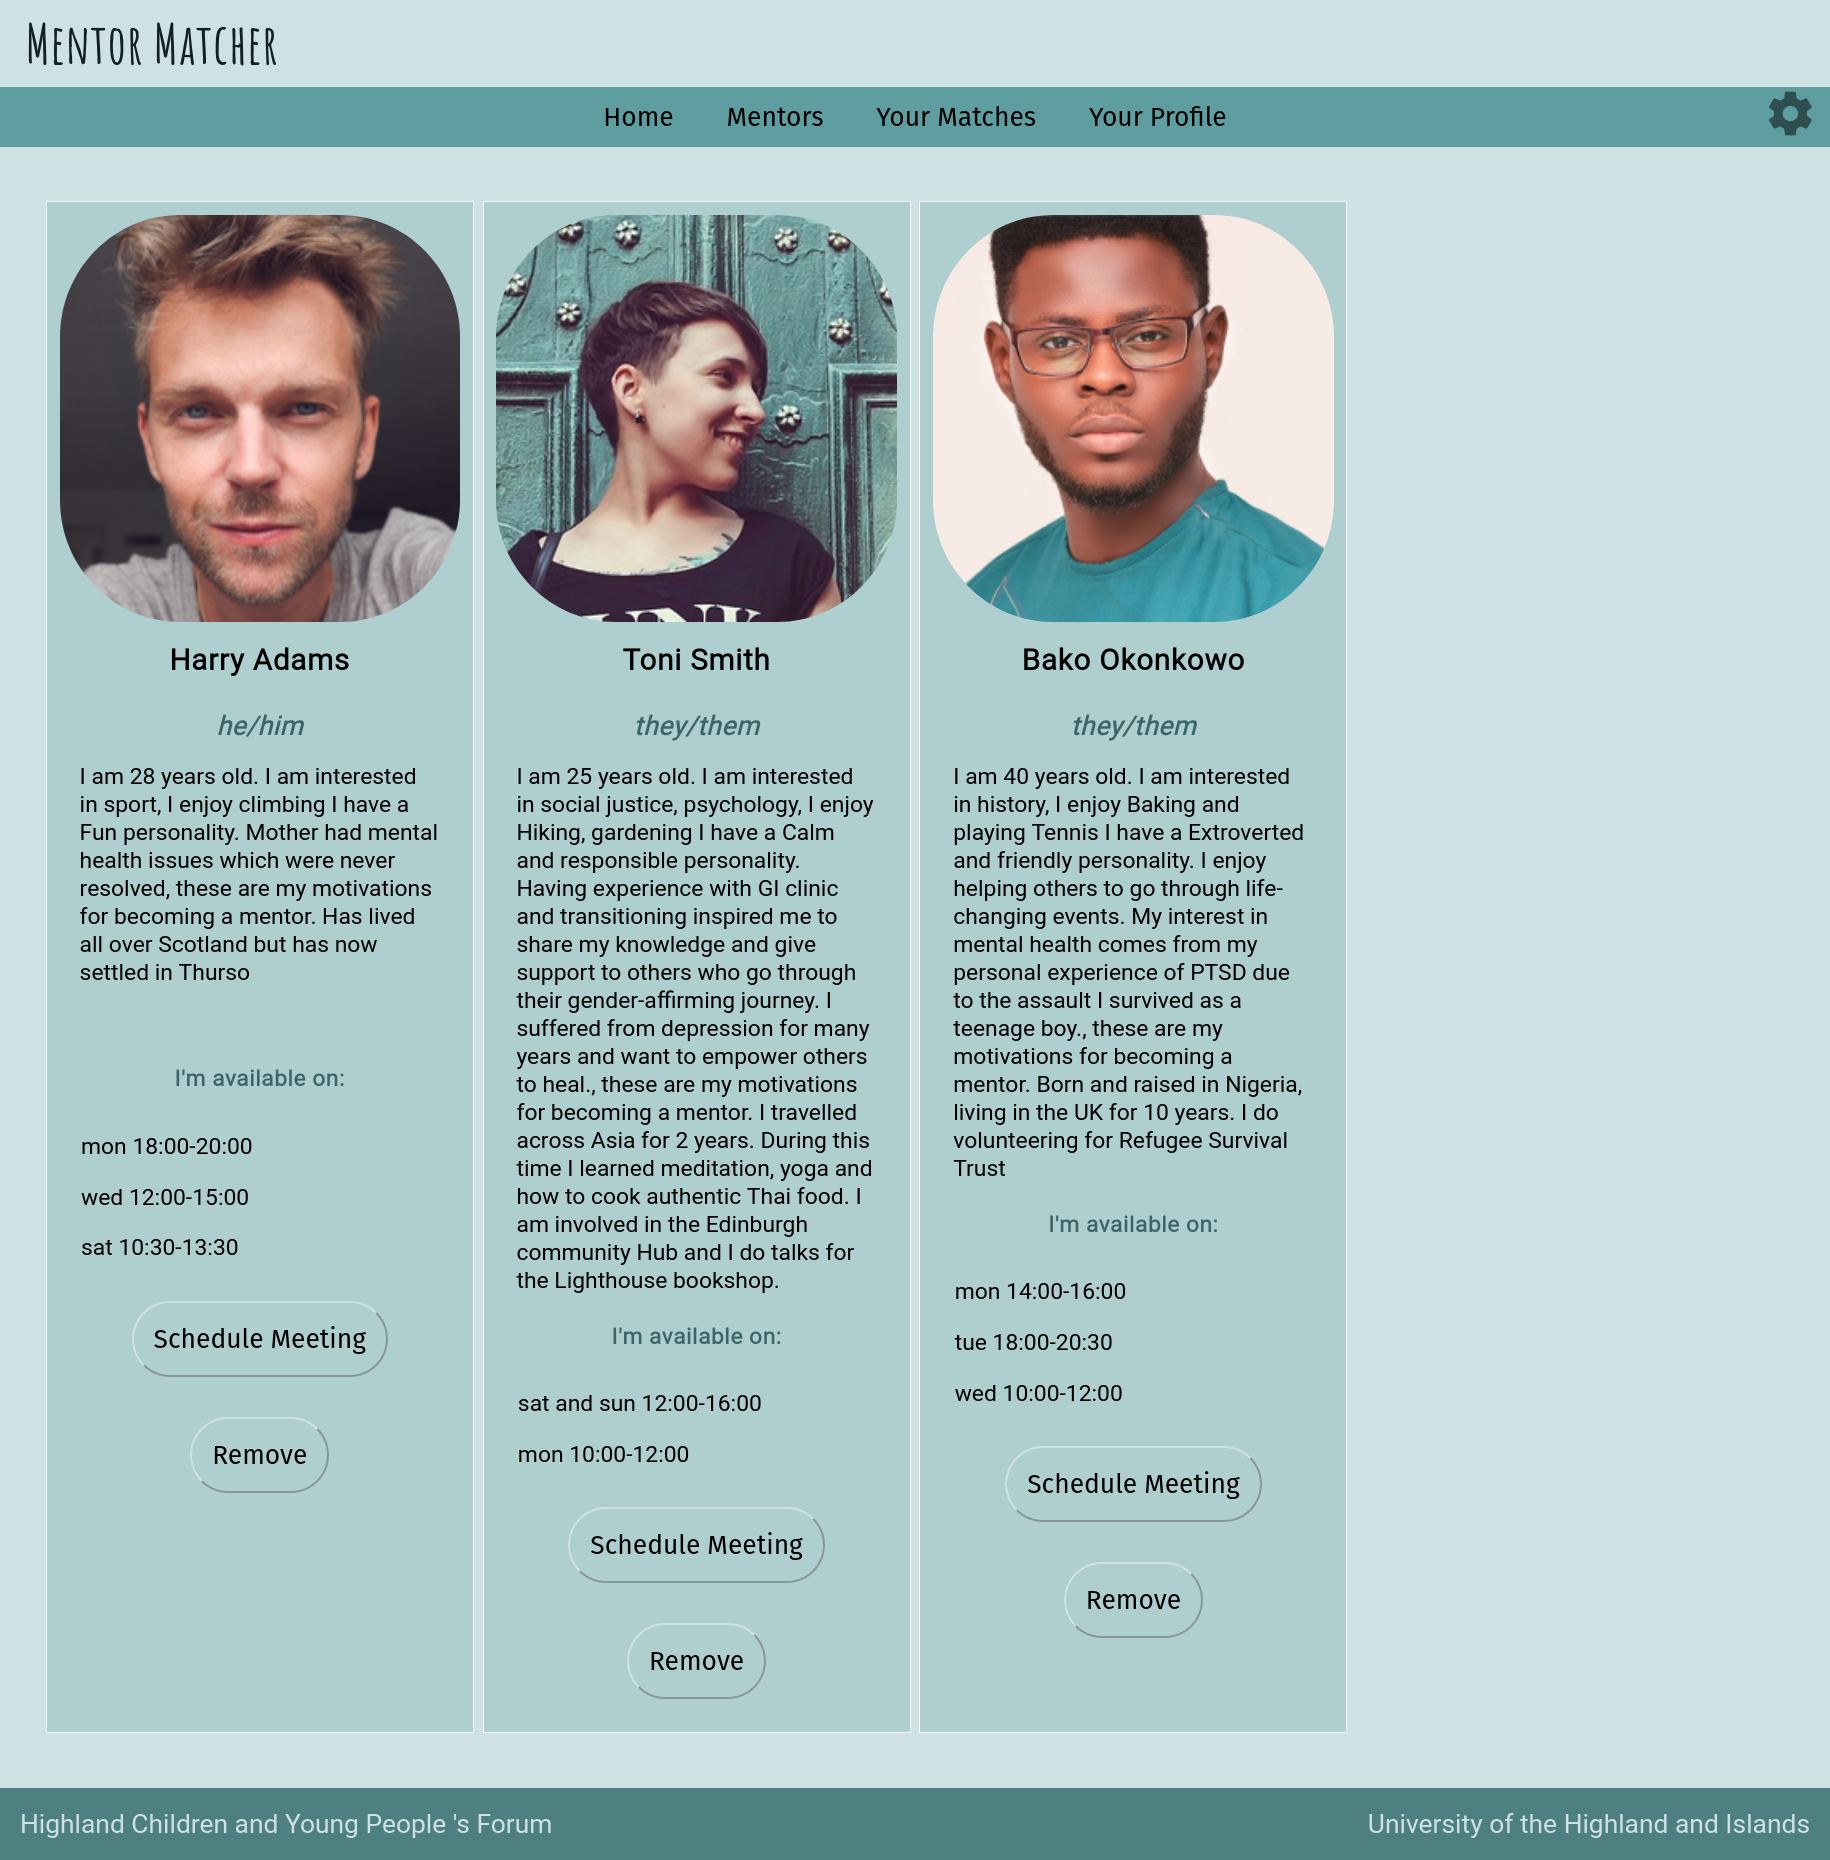 Mentor Matcher
Home Mentors Your Matches Your Profile
Harry Adams
he/him
I am 28 years old. I am interested
in sport, I enjoy climbing I have a
Fun personality. Mother had mental
health issues which were never
resolved, these are my motivations
for becoming a mentor. Has lived
all over Scotland but has now
settled in Thurso
I'm available on:
mon 18:00-20:00
wed 12:00-15:00
sat 10:30-13:30
Schedule Meeting
Remove
Toni Smith
they/them
I am 25 years old. I am interested
in social justice, psychology, I enjoy
Hiking, gardening I have a Calm
and responsible personality.
Having experience with GI clinic
and transitioning inspired me to
share my knowledge and give
support to others who go through
their gender-affirming journey. I
suffered from depression for many
years and want to empower others
to heal., these are my motivations
for becoming a mentor. I travelled
across Asia for 2 years. During this
time I learned meditation, yoga and
how to cook authentic Thai food. I
am involved in the Edinburgh
community Hub and I do talks for
the Lighthouse bookshop.
I'm available on:
sat and sun 12:00-16:00
mon 10:00-12:00
Schedule Meeting
Remove
Bako Okonkowo
they/them
I am 40 years old. I am interested
in history, I enjoy Baking and
playing Tennis I have a Extroverted
and friendly personality. I enjoy
helping others to go through life-
changing events. My interest in
mental health comes from my
personal experience of PTSD due
to the assault I survived as a
teenage boy., these are my
motivations for becoming a
mentor. Born and raised in Nigeria,
living in the UK for 10 years. I do
volunteering for Refugee Survival
Trust
I'm available on:
mon 14:00-16:00
tue 18:00-20:30
wed 10:00-12:00
Schedule Meeting
Remove
Highland Children and Young People 's Forum
University of the Highland and Islands